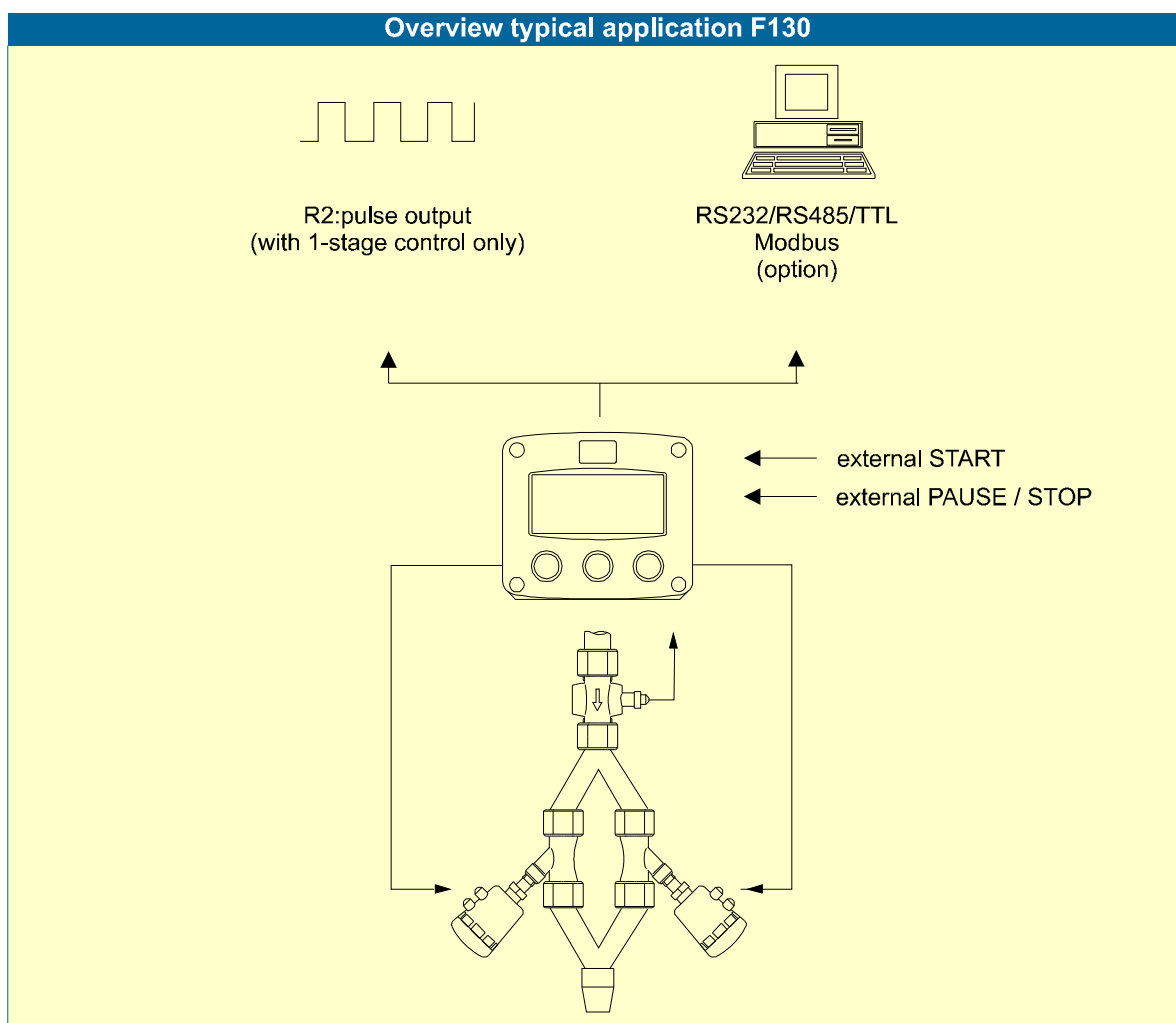 Overview typical application F130
R2:pulse output
(with 1-stage control only)
RS232/RS485/TTL
Modbus
(option)
external START
external PAUSE / STOP